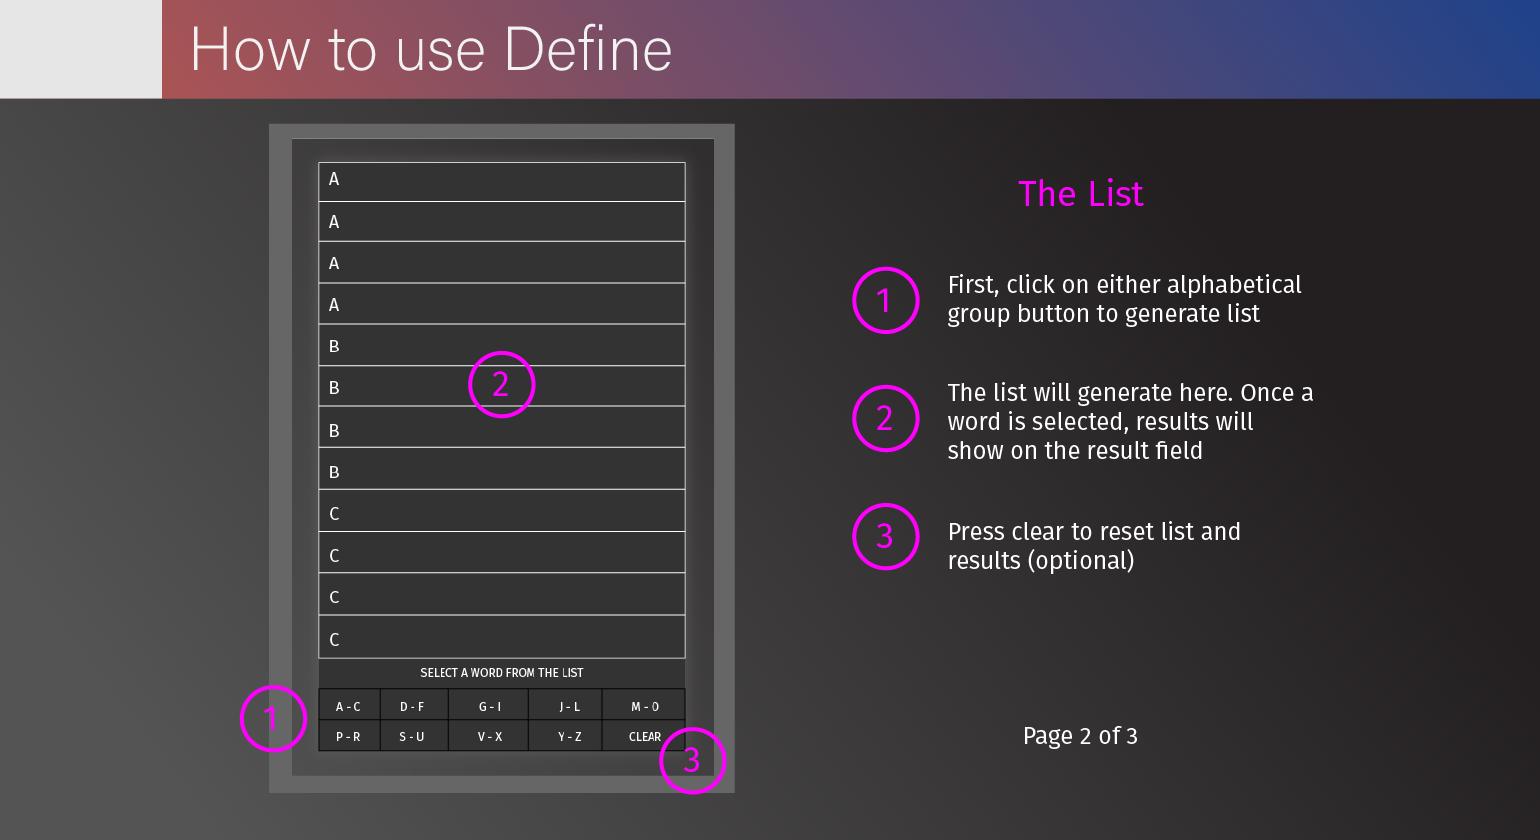 How to use Define
A
A
A
A
B
B
2
B
B
C
C
C
C
SELECT A WORD FROM THE LIST
A - C D - F G - I J - L M - O
1
P - R S - U V - X Y - Z CLEAR
3
The List
1
First, click on either alphabetical
group button to generate list
2
The list will generate here. Once a
word is selected, results will
show on the result field
3
Press clear to reset list and
results (optional)
Page 2 of 3